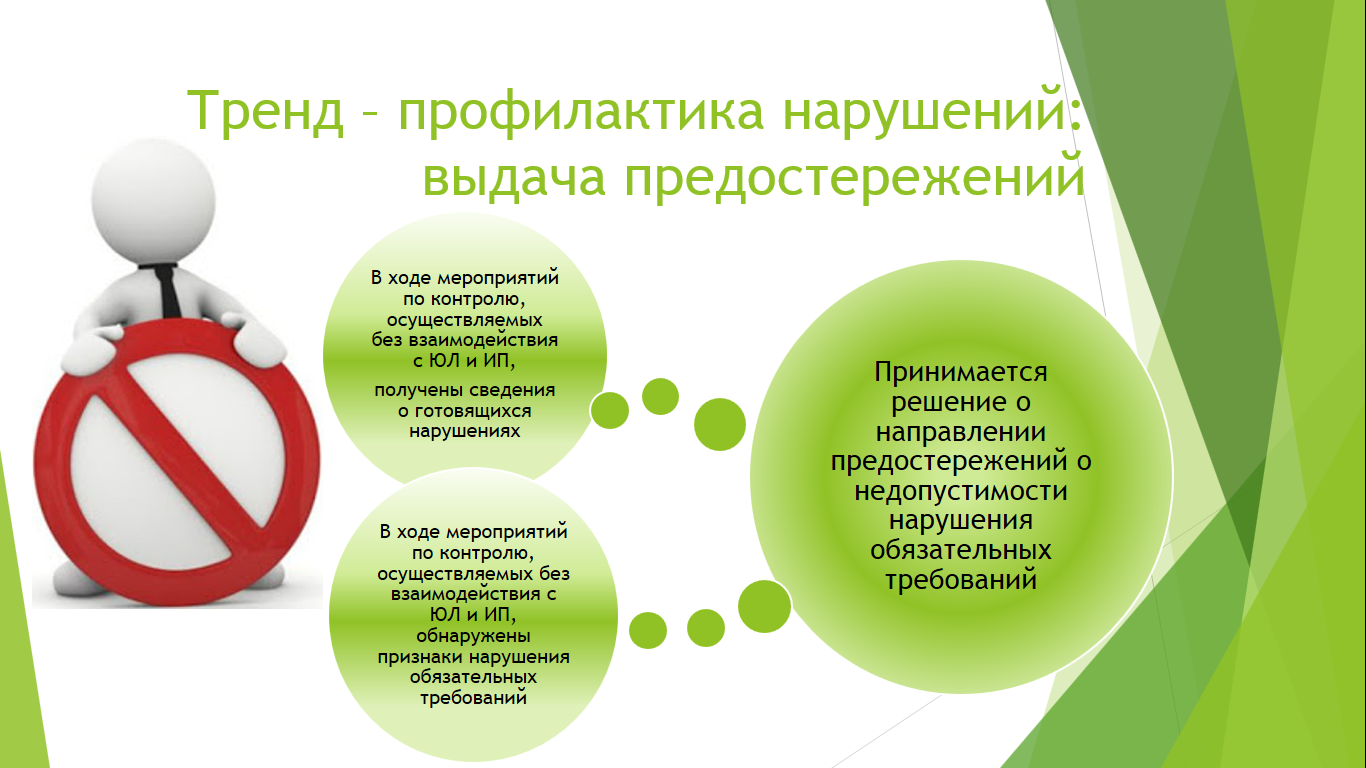 Тренд – профилактика нарушений:
выдача предостережений
В ходе мероприятий
по контролю,
осуществляемых
без взаимодействия
с ЮЛ и ИП,
получены сведения
о готовящихся
нарушениях
В ходе мероприятий
по контролю,
осуществляемых без
взаимодействия с
ЮЛ и ИП,
обнаружены
признаки нарушения
обязательных
требований
Принимается
решение о
направлении
предостережений о
недопустимости
нарушения
обязательных
требований